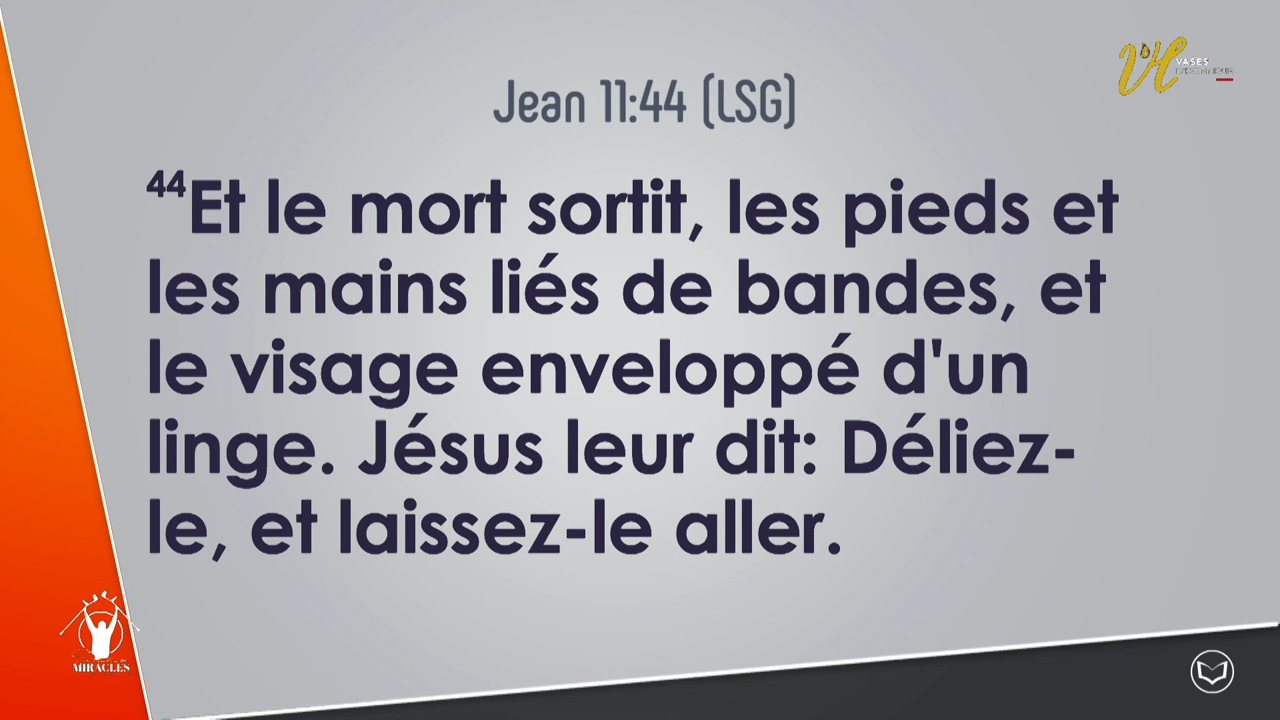 Jean 11:44 (LSG)
VASES
44Et le mort sortit, les pieds et
les mains liés de bandes, et
le visage enveloppé d'un
linge. Jésus leur dit: Déliez-
le, et laissez-le aller.
MIRACLES